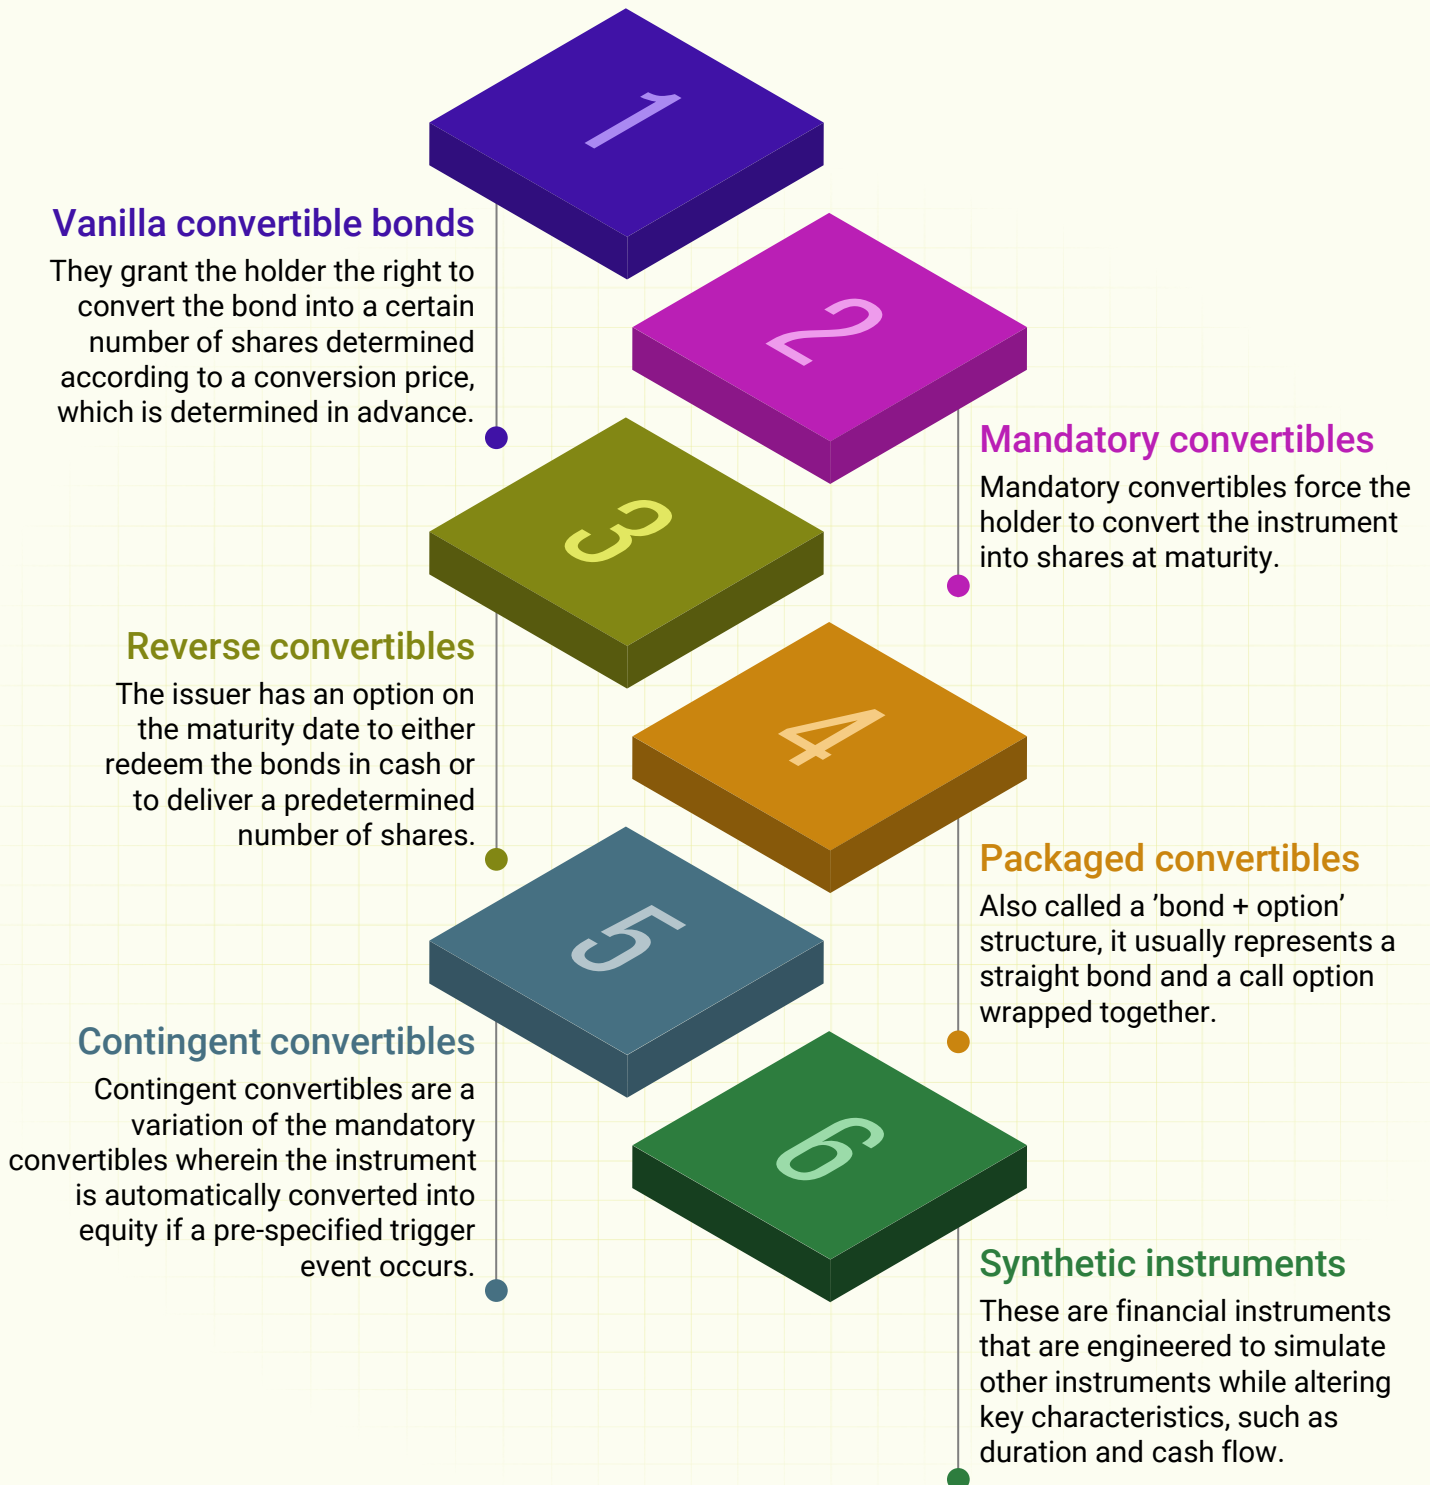 1
Vanilla convertible bonds
They grant the holder the right to
convert the bond into a certain
number of shares determined
according to a conversion price,
which is determined in advance.
2
Mandatory convertibles
Mandatory convertibles force the
holder to convert the instrument
into shares at maturity.
3
Reverse convertibles
The issuer has an option on
the maturity date to either
redeem the bonds in cash or
to deliver a predetermined
number of shares.
4
Packaged convertibles
Also called a ’bond + option’
structure, it usually represents a
straight bond and a call option
wrapped together.
5
Contingent convertibles
Contingent convertibles are a
variation of the mandatory
convertibles wherein the instrument
is automatically converted into
equity if a pre-specified trigger
event occurs.
6
Synthetic instruments
These are financial instruments
that are engineered to simulate
other instruments while altering
key characteristics, such as
duration and cash flow.